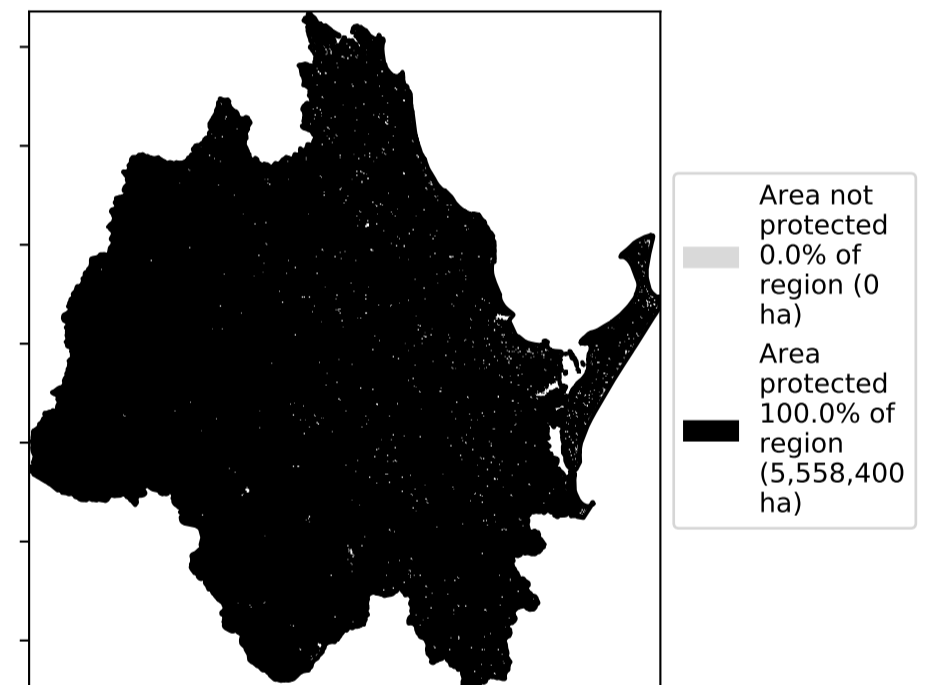 Area not
protected
0.0% of
region (0
ha)
Area
protected
100.0% of
region
(5,558,400
ha)